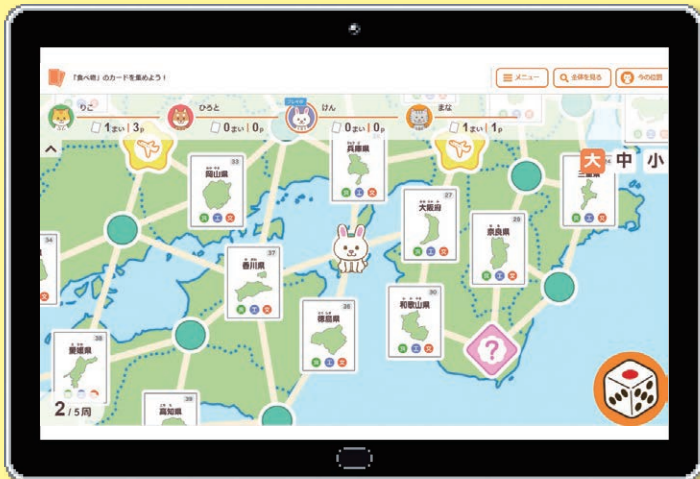 「食べ物」のカードを集めよう！
メニュー
全体を見る
今の位置
りこ
1まい 3p
ひろと
0まい 0p
けん
0まい 0p
まな
1まい 1p
大 中 小
33
岡山県
兵庫県
27
大阪府
29
奈良県
三重県
34
37
香川県
36
徳島県
30
和歌山県
?
38
愛媛県
39
高知県
2/5周